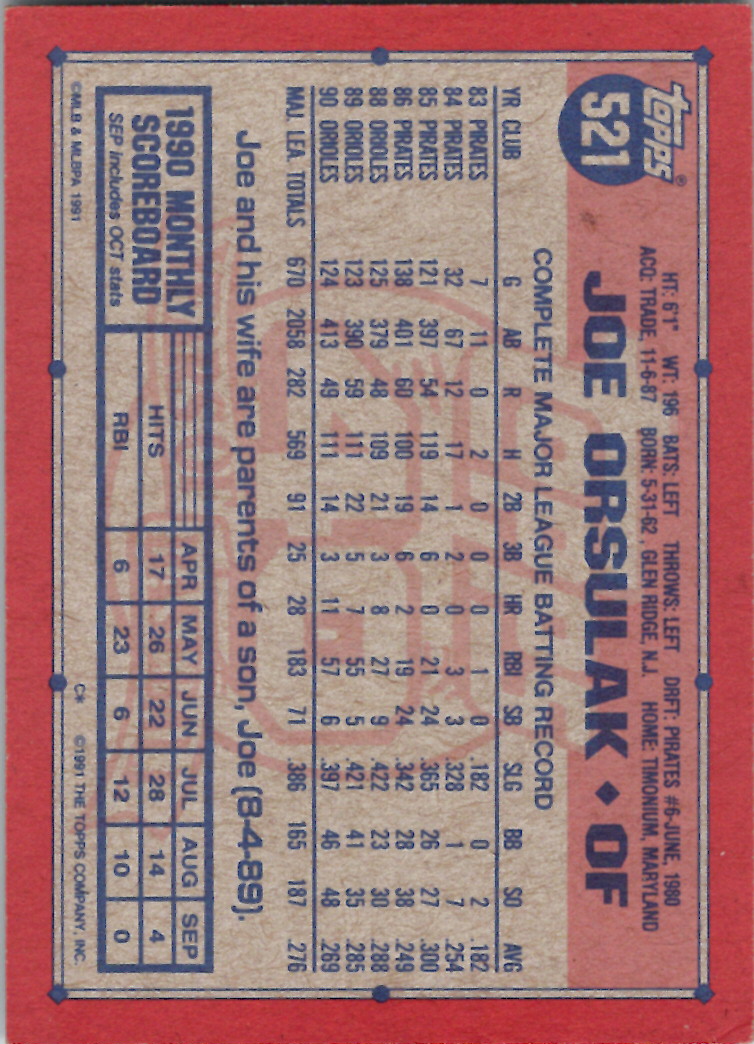 topps®
521
HT: 6'1" WT: 196 BATS: LEFT THROWS: LEFT DRFT: PIRATES #6-JUNE, 1980
ACQ: TRADE, 11-6-87 BORN: 5-31-62, GLEN RIDGE, N.J. HOME: TIMONIUM, MARYLAND
JOE ORSULAK ♦ OF
COMPLETE MAJOR LEAGUE BATTING RECORD
YR CLUB G AB R H 2B 3B HR RBI SB SLG BB SO AVG
83 PIRATES 7 11 0 2 0 0 0 1 0 .182 0 2 .182
84 PIRATES 32 67 12 17 1 2 0 3 3 .328 1 7 .254
85 PIRATES 121 397 54 119 14 6 0 21 24 .365 26 27 .300
86 PIRATES 138 401 60 100 19 6 2 19 24 .342 28 38 .249
88 ORIOLES 125 379 48 109 21 3 8 27 9 .422 23 30 .288
89 ORIOLES 123 390 59 111 22 5 7 55 5 .421 41 35 .285
90 ORIOLES 124 413 49 111 14 3 11 57 6 .397 46 48 .269
MAJ. LEA. TOTALS 670 2058 282 569 91 25 28 183 71 .386 165 187 .276
Joe and his wife are parents of a son, Joe (8-4-89).
1990 MONTHLY
SCOREBOARD
SEP includes OCT stats
APR MAY JUN JUL AUG SEP
HITS 17 26 22 28 14 4
RBI 6 23 6 12 10 0
©MLB & MLBPA 1991 C* ©1991 THE TOPPS COMPANY, INC.